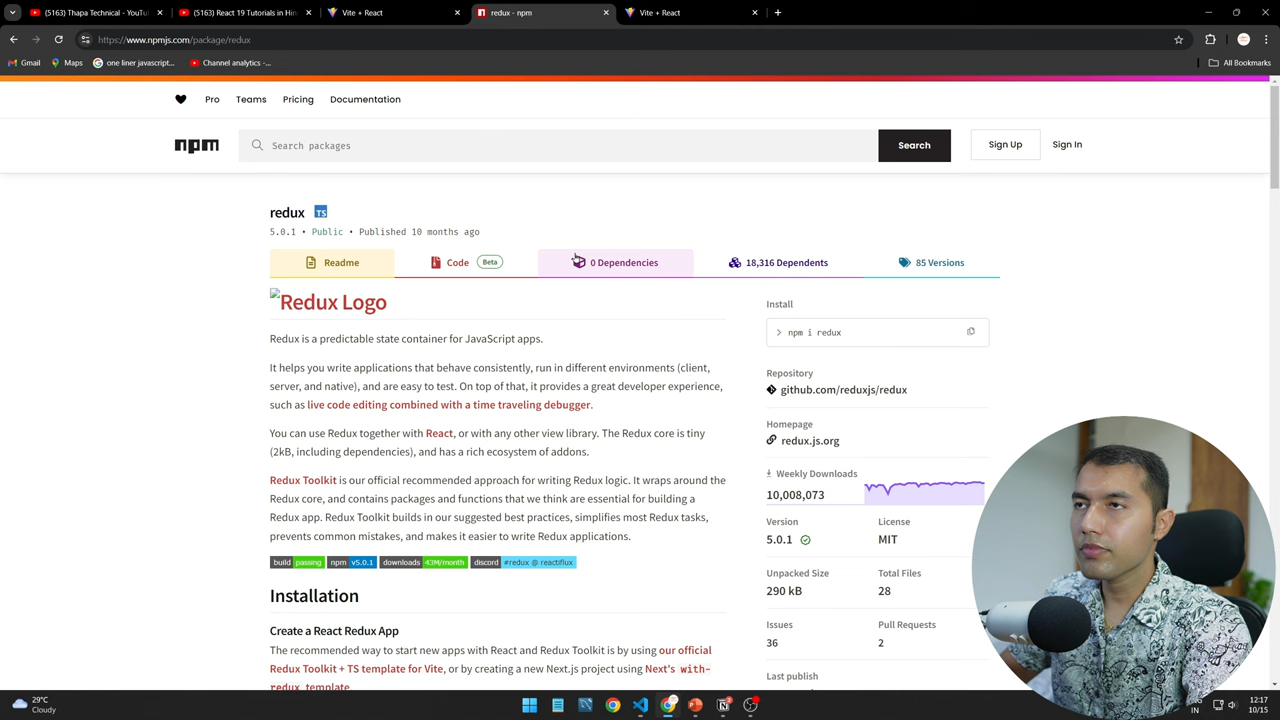 (5163) Thapa Technical - YouTu
(5163) React 19 Tutorials in Hin
Vite + React
redux - npm
Vite + React
https://www.npmjs.com/package/redux
Gmail
Maps
one liner javascript...
Channel analytics -...
All Bookmarks
Pro
Teams
Pricing
Documentation
npm
Search packages
Search
Sign Up
Sign In
redux TS
5.0.1 • Public • Published 10 months ago
Readme
Code Beta
0 Dependencies
18,316 Dependents
85 Versions
Redux Logo
Redux is a predictable state container for JavaScript apps.
It helps you write applications that behave consistently, run in different environments (client,
server, and native), and are easy to test. On top of that, it provides a great developer experience,
such as live code editing combined with a time traveling debugger.
You can use Redux together with React, or with any other view library. The Redux core is tiny
(2kB, including dependencies), and has a rich ecosystem of addons.
Redux Toolkit is our official recommended approach for writing Redux logic. It wraps around the
Redux core, and contains packages and functions that we think are essential for building a
Redux app. Redux Toolkit builds in our suggested best practices, simplifies most Redux tasks,
prevents common mistakes, and makes it easier to write Redux applications.
build passing npm v5.0.1 downloads 43M/month discord #redux @ reactiflux
Installation
Create a React Redux App
The recommended way to start new apps with React and Redux Toolkit is by using our official
Redux Toolkit + TS template for Vite, or by creating a new Next.js project using Next's with-
redux template.
Install
> npm i redux
Repository
github.com/reduxjs/redux
Homepage
redux.js.org
Weekly Downloads
10,008,073
Version
License
5.0.1
MIT
Unpacked Size
Total Files
290 kB
28
Issues
Pull Requests
36
2
Last publish
29°C
Cloudy
IN
12:17
10/15